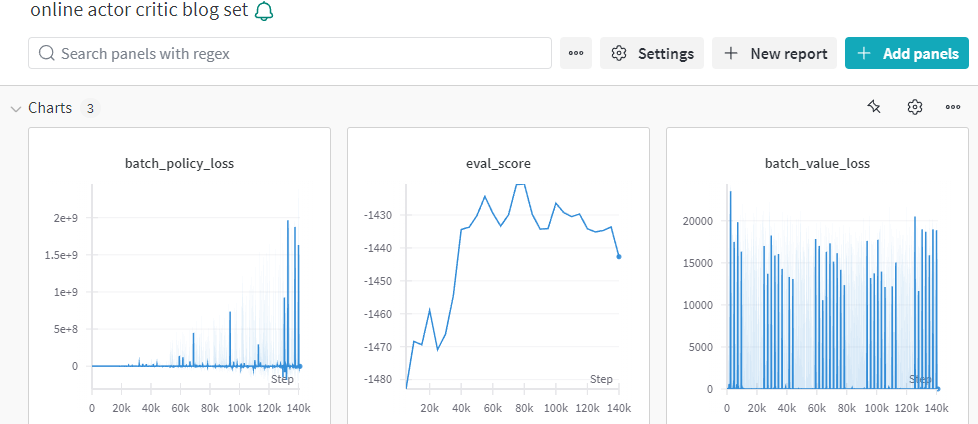 online actor critic blog set
Search panels with regex
Settings
New report
Add panels
Charts 3
batch_policy_loss
2e+9
1.5e+9
1e+9
5e+8
0
Step
0 20k 40k 60k 80k 100k 120k 140k
eval_score
-1430
-1440
-1450
-1460
-1470
-1480
Step
20k 40k 60k 80k 100k 120k 140k
batch_value_loss
20000
15000
10000
5000
0
Step
0 20k 40k 60k 80k 100k 120k 140k